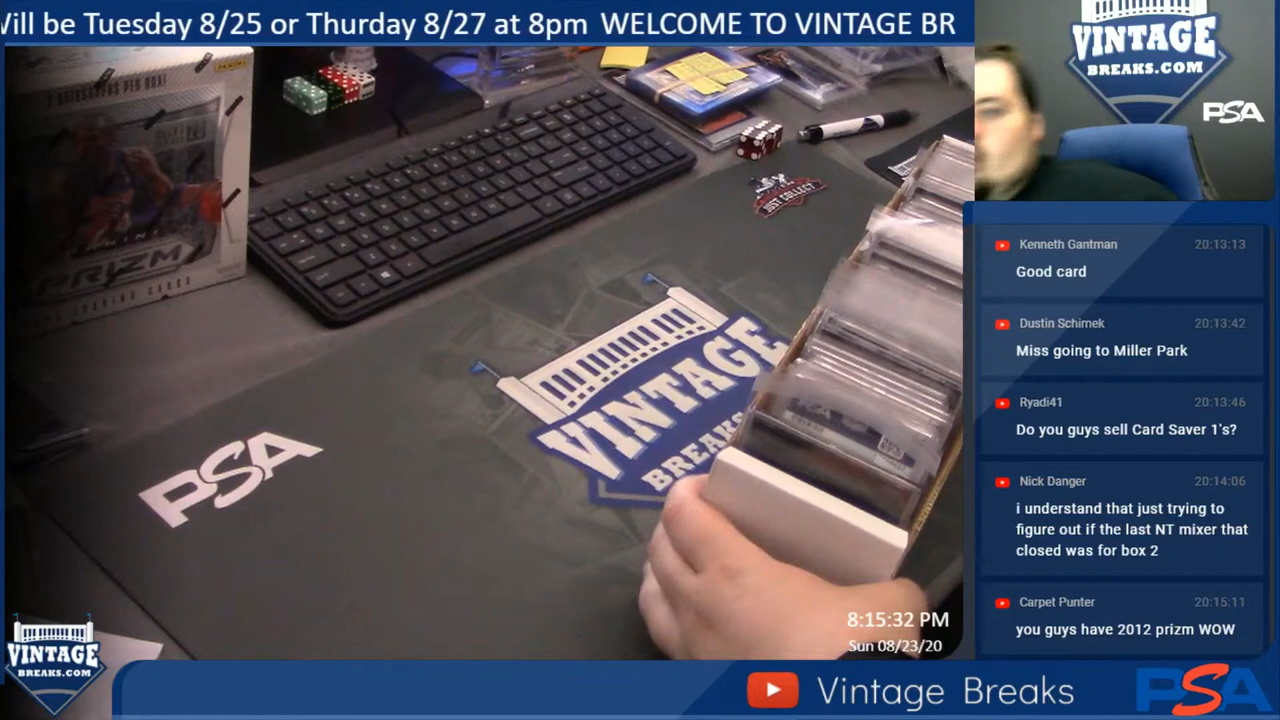 Will be Tuesday 8/25 or Thurday 8/27 at 8pm WELCOME TO VINTAGE BR
VINTAGE
BREAKS.COM
PSA
PANINI
PRIZM
JUST COLLECT
VINTAGE
BREAKS
PSA
Kenneth Gantman 20:13:13
Good card
Dustin Schimek 20:13:42
Miss going to Miller Park
Ryadi41 20:13:46
Do you guys sell Card Saver 1's?
Nick Danger 20:14:06
i understand that just trying to
figure out if the last NT mixer that
closed was for box 2
Carpet Punter 20:15:11
you guys have 2012 prizm WOW
8:15:32 PM
Sun 08/23/20
VINTAGE
BREAKS.COM
Vintage Breaks
PSA